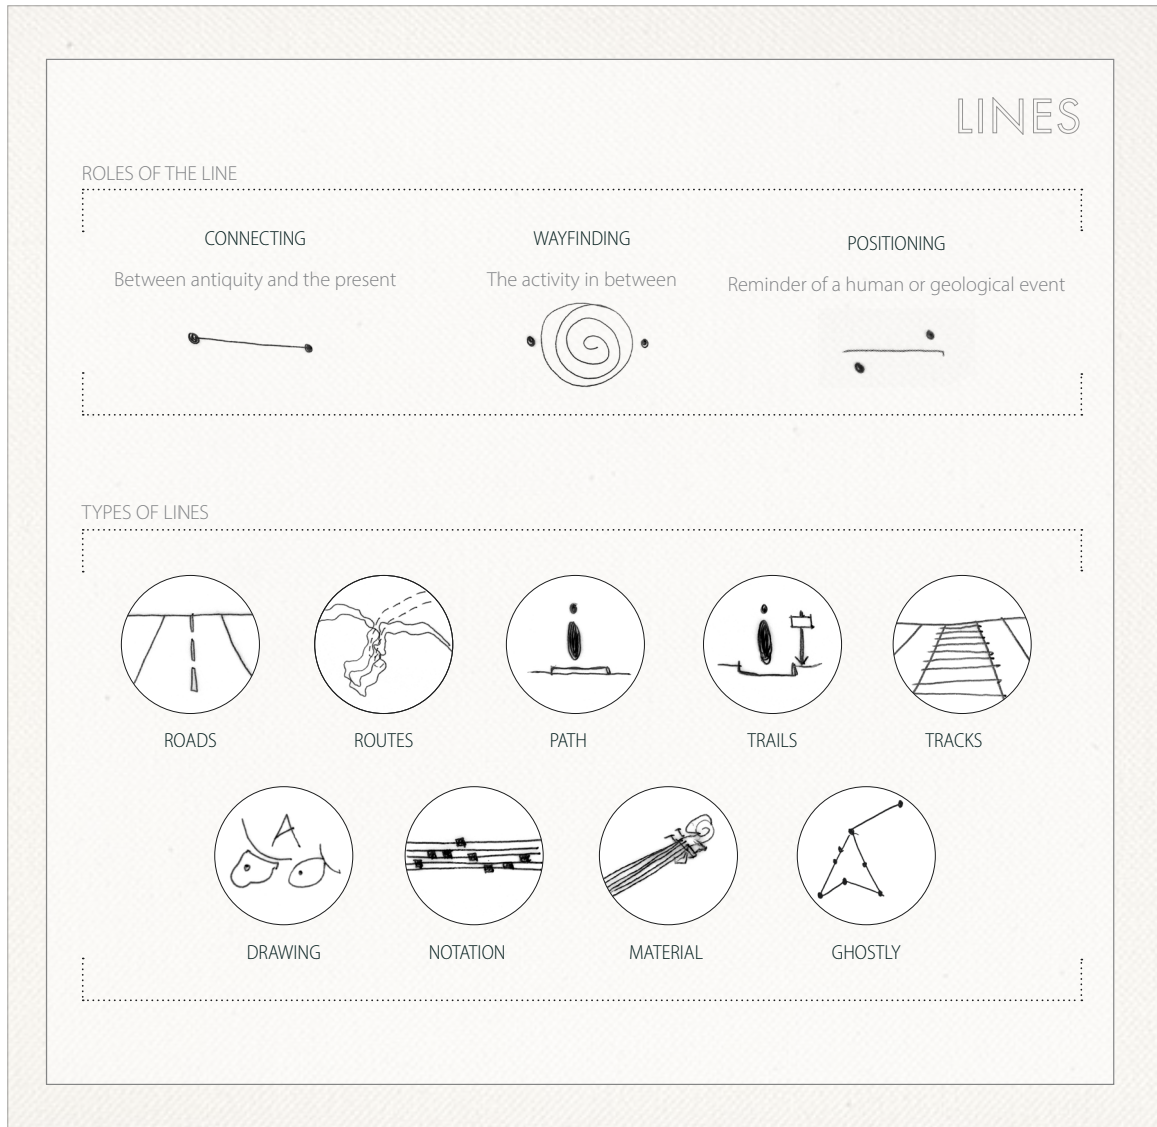 LINES
ROLES OF THE LINE
CONNECTING
Between antiquity and the present
WAYFINDING
The activity in between
POSITIONING
Reminder of a human or geological event
TYPES OF LINES
ROADS
ROUTES
PATH
TRAILS
TRACKS
A
DRAWING
NOTATION
MATERIAL
GHOSTLY